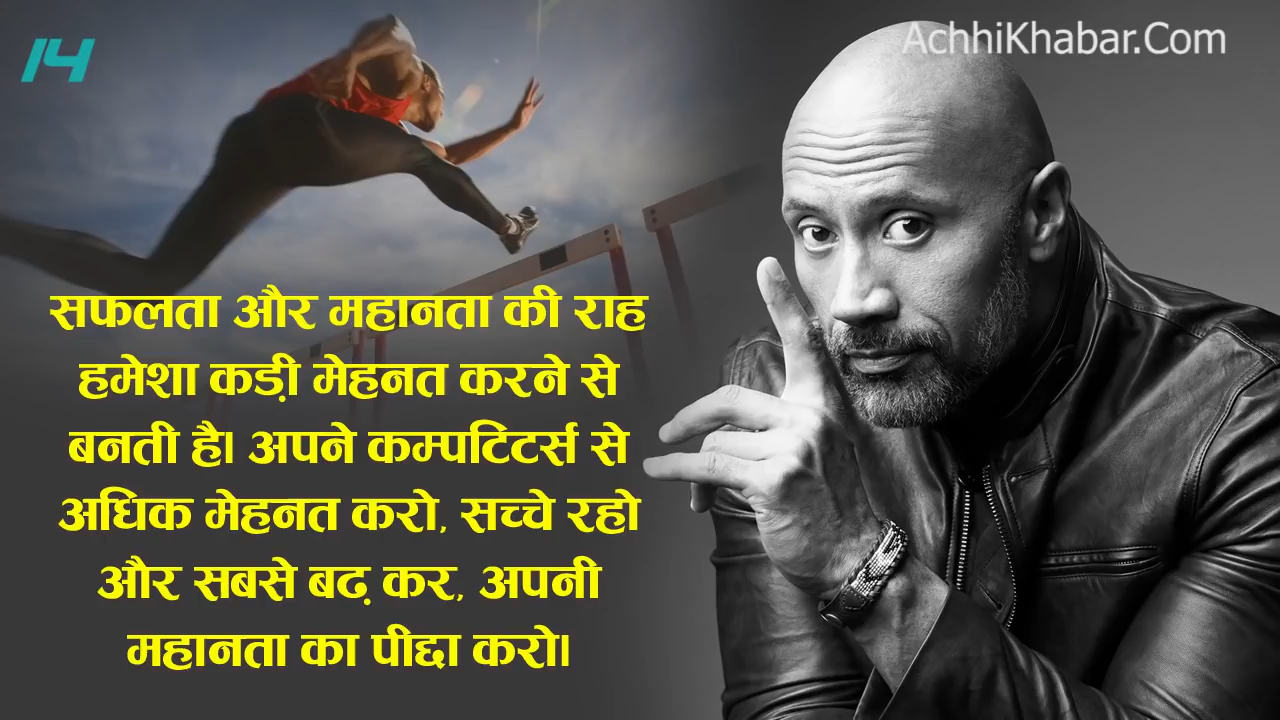 14
AchhiKhabar.Com
सफलता और महानता की राह
हमेशा कड़ी मेहनत करने से
बनती है। अपने कम्पटिटर्स से
अधिक मेहनत करो, सच्चे रहो
और सबसे बढ़ कर, अपनी
महानता का पीद्दा करो।